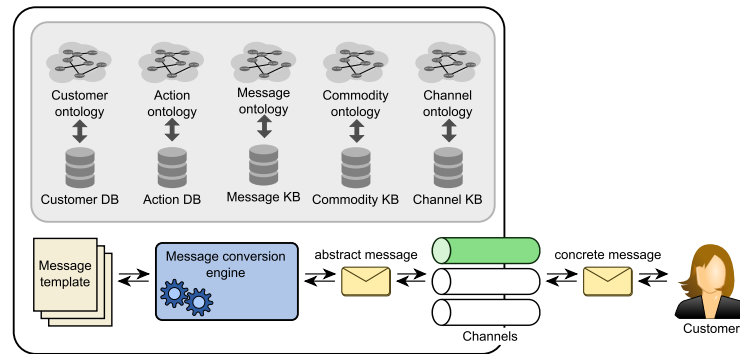 Customer
ontology
Action
ontology
Message
ontology
Commodity
ontology
Channel
ontology
Customer DB
Action DB
Message KB
Commodity KB
Channel KB
Message
template
Message conversion
engine
abstract message
concrete message
Channels
Customer